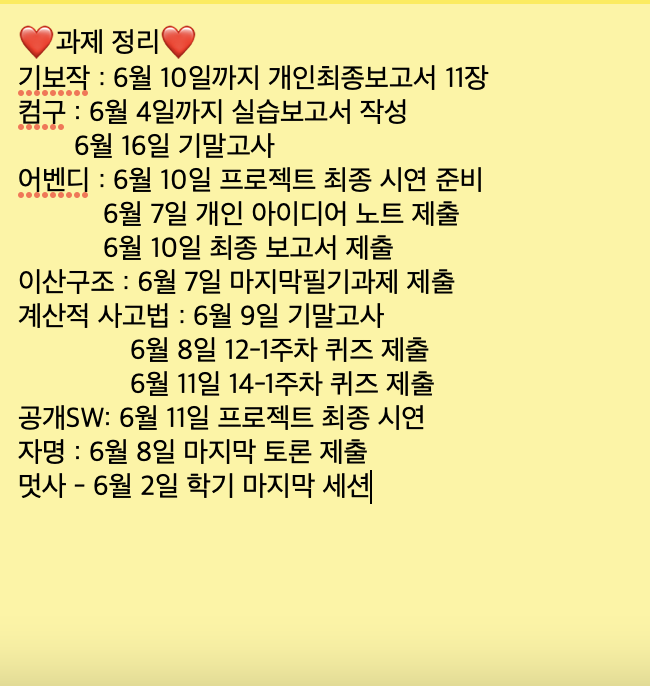 ❤️과제 정리❤️
기보작 : 6월 10일까지 개인최종보고서 11장
컴구 : 6월 4일까지 실습보고서 작성
6월 16일 기말고사
어벤디 : 6월 10일 프로젝트 최종 시연 준비
6월 7일 개인 아이디어 노트 제출
6월 10일 최종 보고서 제출
이산구조 : 6월 7일 마지막필기과제 제출
계산적 사고법 : 6월 9일 기말고사
6월 8일 12-1주차 퀴즈 제출
6월 11일 14-1주차 퀴즈 제출
공개SW: 6월 11일 프로젝트 최종 시연
자명 : 6월 8일 마지막 토론 제출
멋사 - 6월 2일 학기 마지막 세션